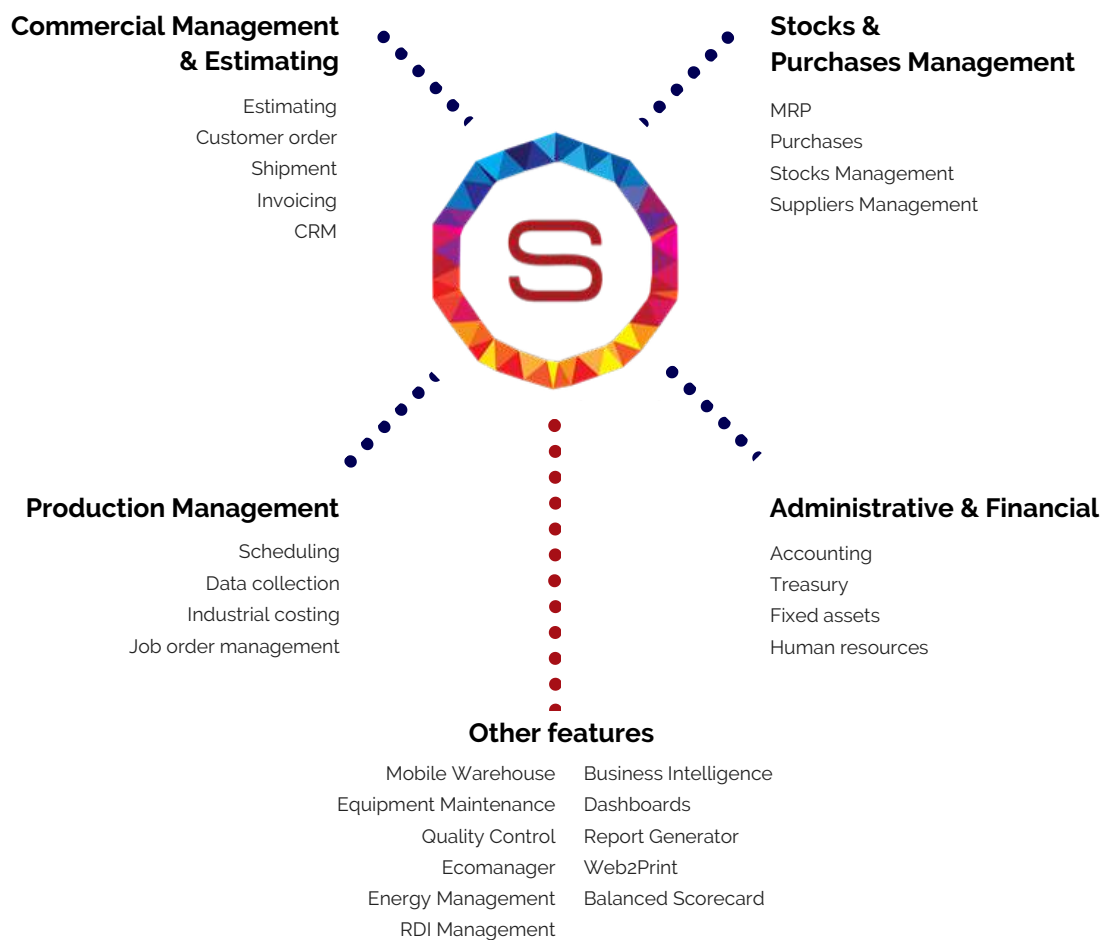 Commercial Management
& Estimating
Estimating
Customer order
Shipment
Invoicing
CRM
Stocks &
Purchases Management
MRP
Purchases
Stocks Management
Suppliers Management
S
Production Management
Scheduling
Data collection
Industrial costing
Job order management
Administrative & Financial
Accounting
Treasury
Fixed assets
Human resources
Other features
Mobile Warehouse
Equipment Maintenance
Quality Control
Ecomanager
Energy Management
RDI Management
Business Intelligence
Dashboards
Report Generator
Web2Print
Balanced Scorecard